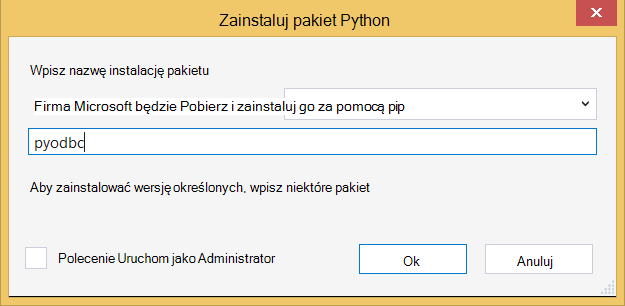 Zainstaluj pakiet Python
Wpisz nazwę instalację pakietu
Firma Microsoft będzie Pobierz i zainstaluj go za pomocą pip
pyodbc
Aby zainstalować wersję określonych, wpisz niektóre pakiet
Polecenie Uruchom jako Administrator
Ok
Anuluj